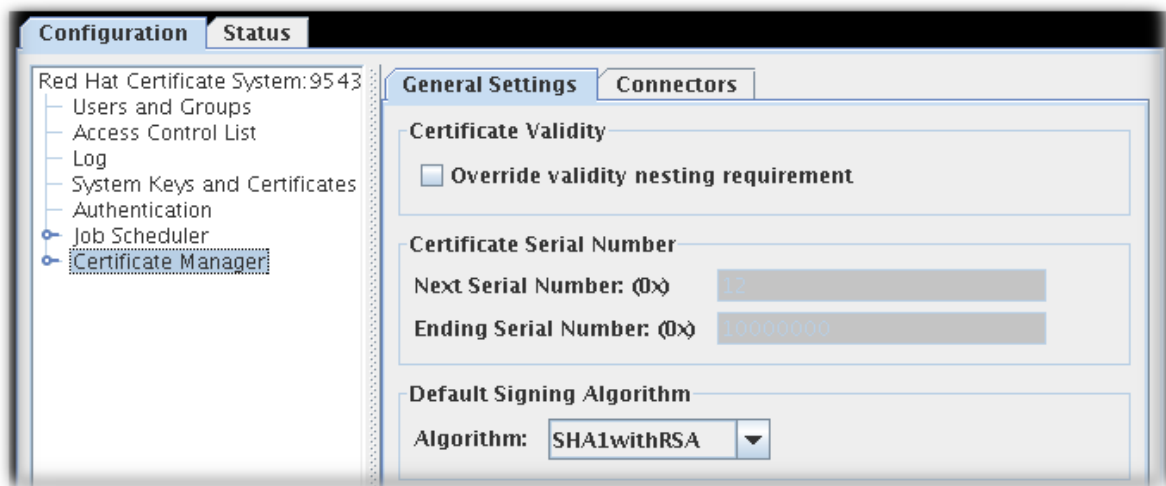 Configuration
Status
Red Hat Certificate System:9543
Users and Groups
Access Control List
Log
System Keys and Certificates
Authentication
Job Scheduler
Certificate Manager
General Settings
Connectors
Certificate Validity
Override validity nesting requirement
Certificate Serial Number
Next Serial Number: (0x)
12
Ending Serial Number: (0x)
10000000
Default Signing Algorithm
Algorithm:
SHA1withRSA